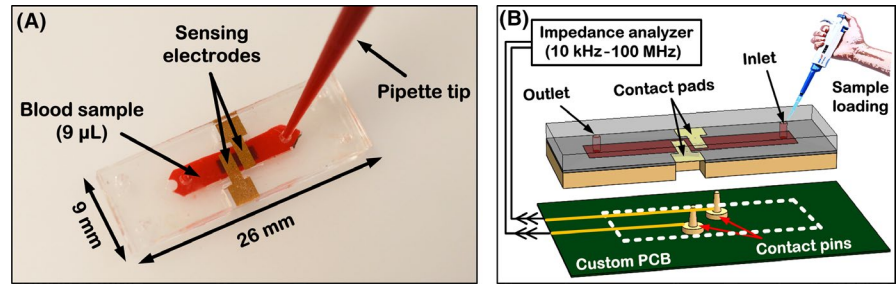 (A)
Sensing
electrodes
Pipette tip
Blood sample
(9 µL)
9 mm
26 mm
(B)
Impedance analyzer
(10 kHz-100 MHz)
Inlet
Sample
loading
Outlet
Contact pads
Contact pins
Custom PCB